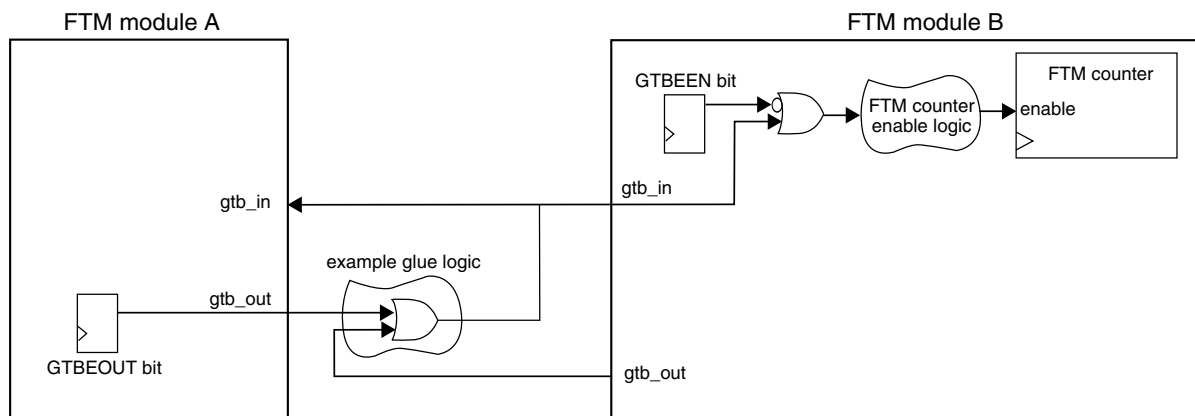 FTM module A
FTM module B
GTBEEN bit
FTM counter
enable logic
FTM counter
enable
gtb_in
gtb_in
example glue logic
gtb_out
GTBEOUT bit
gtb_out